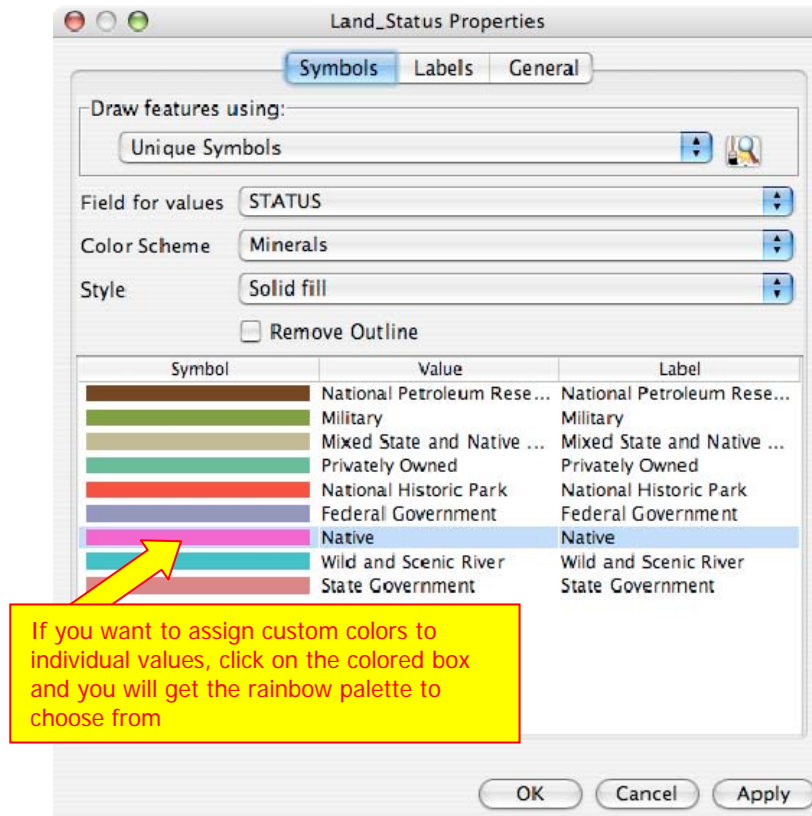 Land_Status Properties
Symbols Labels General
Draw features using:
Unique Symbols
Field for values STATUS
Color Scheme Minerals
Style Solid fill
Remove Outline
Symbol Value Label
National Petroleum Rese... National Petroleum Rese...
Military Military
Mixed State and Native ... Mixed State and Native ...
Privately Owned Privately Owned
National Historic Park National Historic Park
Federal Government Federal Government
Native Native
Wild and Scenic River Wild and Scenic River
State Government State Government
If you want to assign custom colors to
individual values, click on the colored box
and you will get the rainbow palette to
choose from
OK Cancel Apply